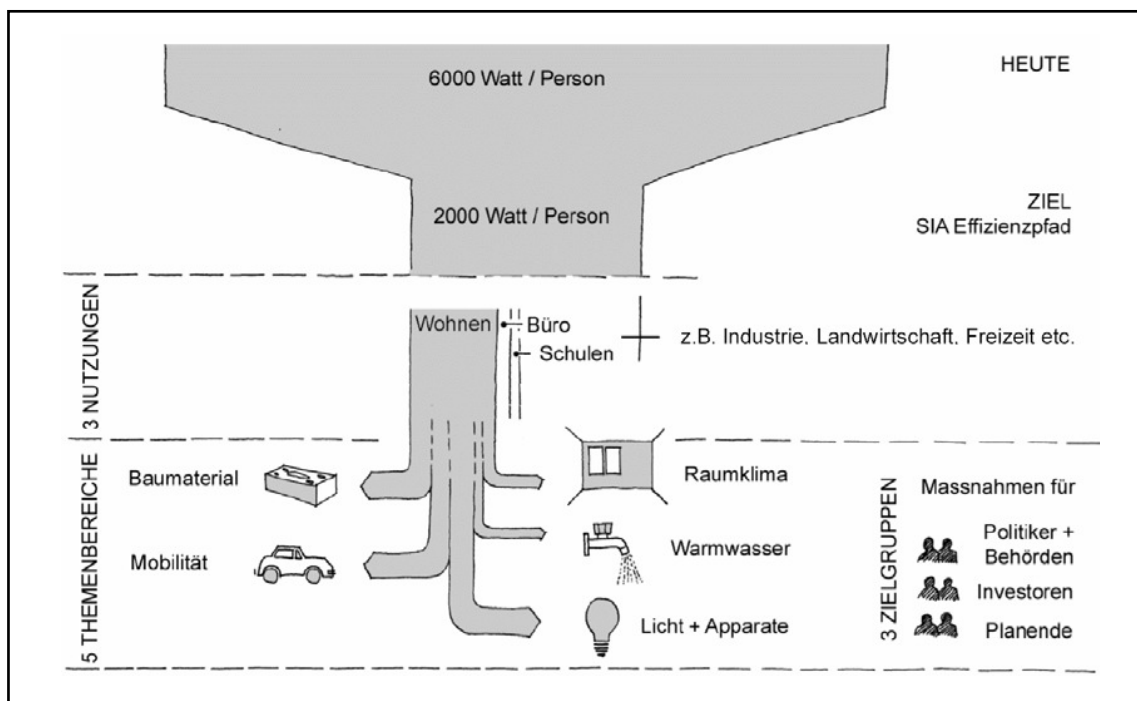 6000 Watt / Person
HEUTE
2000 Watt / Person
ZIEL
SIA Effizienzpfad
3 NUTZUNGEN
Wohnen
Büro
Schulen
z.B. Industrie, Landwirtschaft, Freizeit etc.
5 THEMENBEREICHE
Baumaterial
Mobilität
Raumklima
Warmwasser
Licht + Apparate
3 ZIELGRUPPEN
Massnahmen für
Politiker +
Behörden
Investoren
Planende